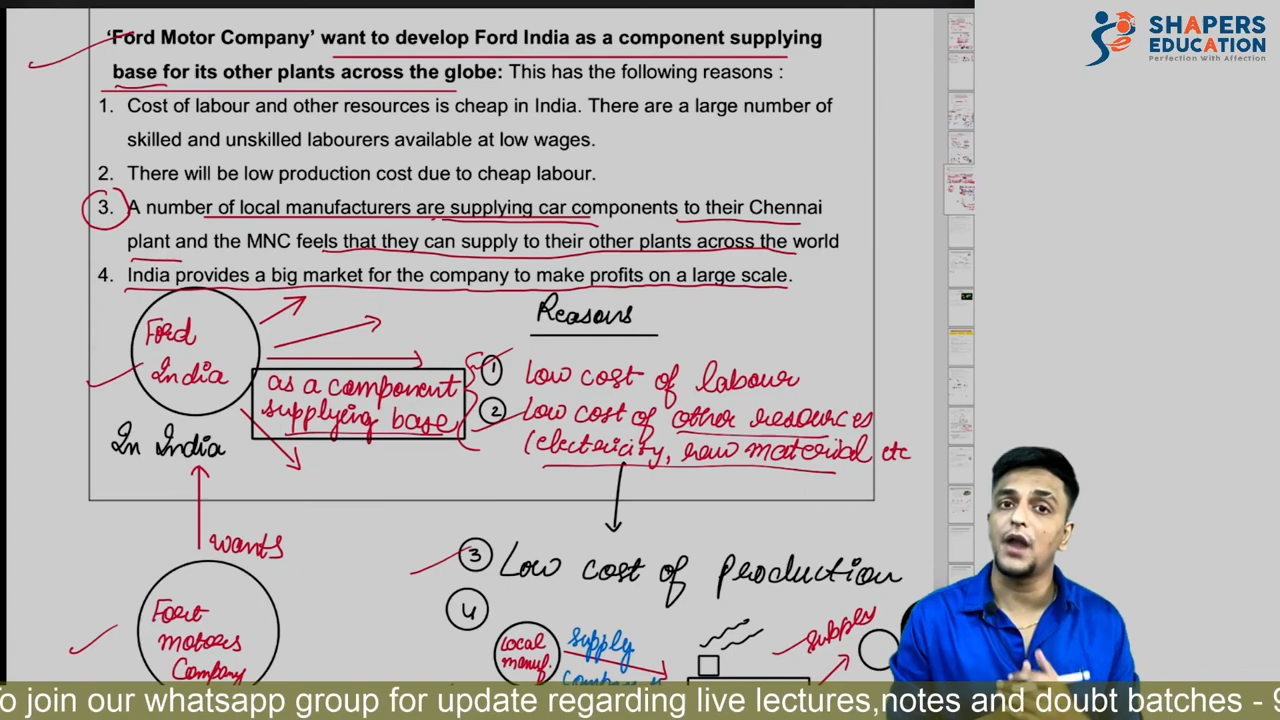 SHAPERS
EDUCATION
Perfection With Affection
‘Ford Motor Company’ want to develop Ford India as a component supplying
base for its other plants across the globe: This has the following reasons :
1. Cost of labour and other resources is cheap in India. There are a large number of
skilled and unskilled labourers available at low wages.
2. There will be low production cost due to cheap labour.
3. A number of local manufacturers are supplying car components to their Chennai
plant and the MNC feels that they can supply to their other plants across the world
4. India provides a big market for the company to make profits on a large scale.
Ford
India
In India
as a component
supplying base
Reasons
1 low cost of labour
2 low cost of other resources
(electricity, raw material etc
wants
Fort
motors
Company
3 Low cost of production
4
local
manuf.
supply
supply
To join our whatsapp group for update regarding live lectures,notes and doubt batches - 9